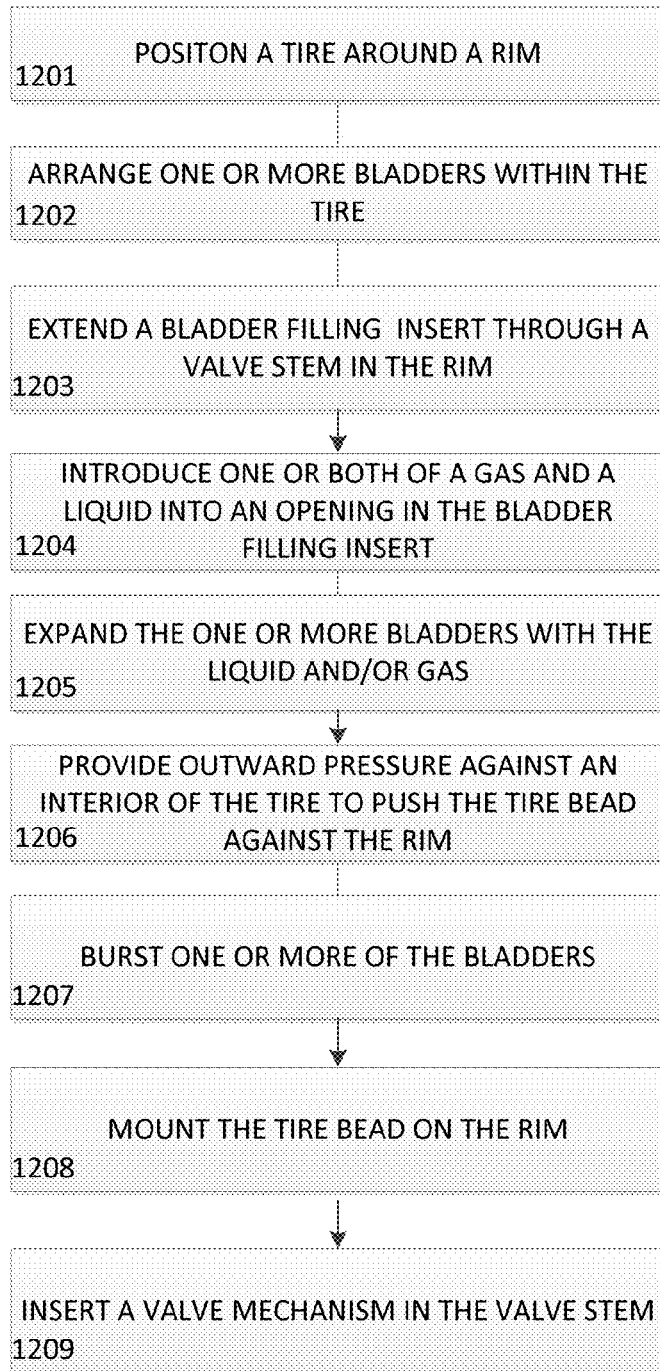 POSITON A TIRE AROUND A RIM
1201
ARRANGE ONE OR MORE BLADDERS WITHIN THE
TIRE
1202
EXTEND A BLADDER FILLING INSERT THROUGH A
VALVE STEM IN THE RIM
1203
INTRODUCE ONE OR BOTH OF A GAS AND A
LIQUID INTO AN OPENING IN THE BLADDER
FILLING INSERT
1204
EXPAND THE ONE OR MORE BLADDERS WITH THE
LIQUID AND/OR GAS
1205
PROVIDE OUTWARD PRESSURE AGAINST AN
INTERIOR OF THE TIRE TO PUSH THE TIRE BEAD
AGAINST THE RIM
1206
BURST ONE OR MORE OF THE BLADDERS
1207
MOUNT THE TIRE BEAD ON THE RIM
1208
INSERT A VALVE MECHANISM IN THE VALVE STEM
1209